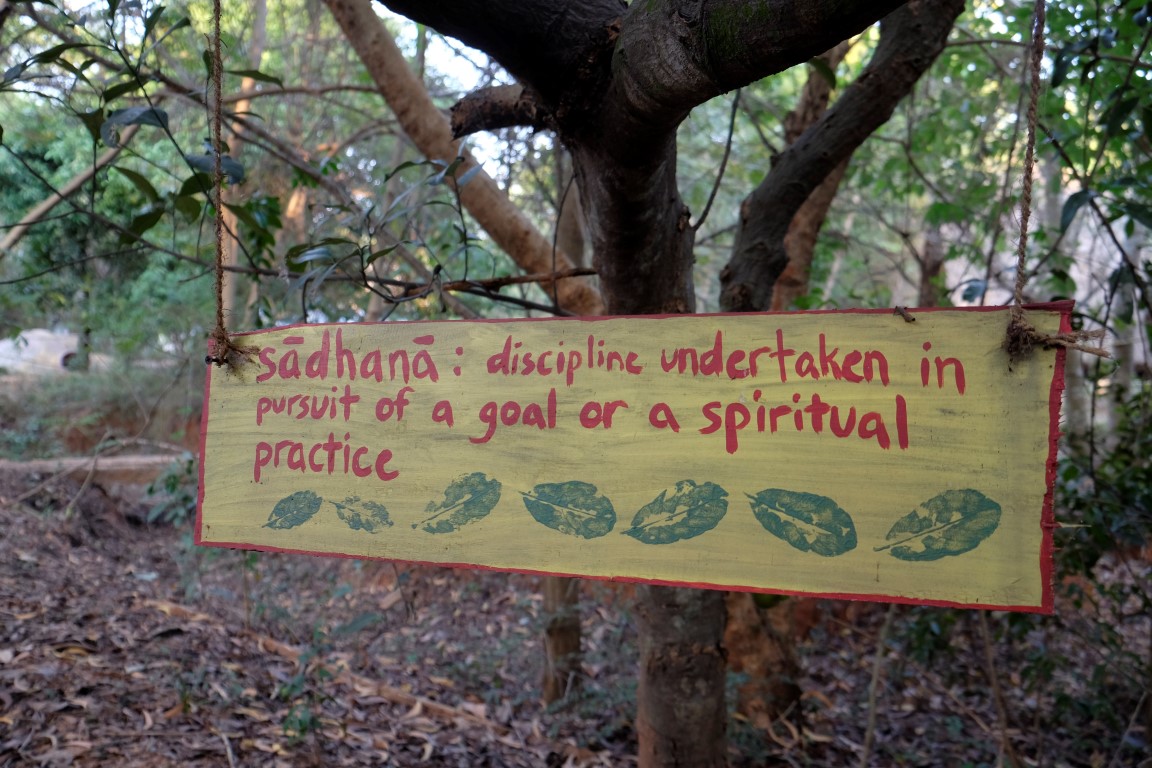 sādhanā : discipline undertaken in
pursuit of a goal or a spiritual
practice